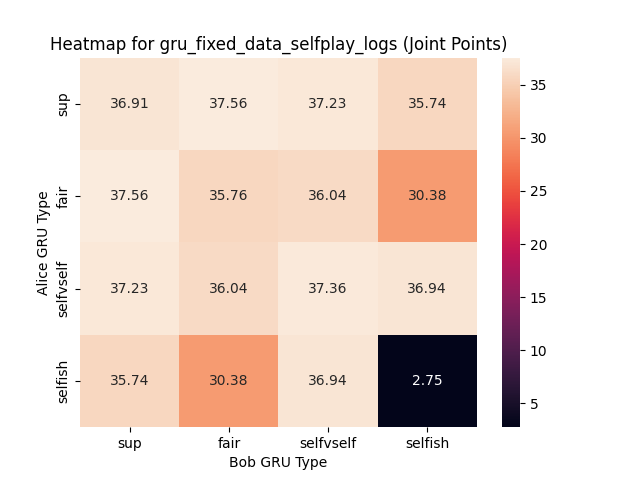 Heatmap for gru_fixed_data_selfplay_logs (Joint Points)
Alice GRU Type
sup
36.91 37.56 37.23 35.74
fair
37.56 35.76 36.04 30.38
selfvself
37.23 36.04 37.36 36.94
selfish
35.74 30.38 36.94 2.75
sup fair selfvself selfish
Bob GRU Type
35
30
25
20
15
10
5